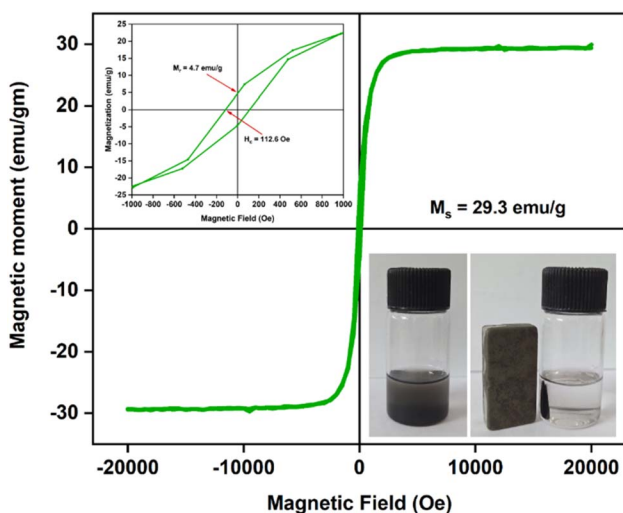 30
20
10
0
-10
-20
-30
Magnetic moment (emu/gm)
25
20
15
10
5
0
-5
-10
-15
-20
-25
Magnetization (emu/g)
Mr = 4.7 emu/g
Hc = 112.6 Oe
-1000 -800 -600 -400 -200 0 200 400 600 800 1000
Magnetic Field (Oe)
Ms = 29.3 emu/g
-20000 -10000 0 10000 20000
Magnetic Field (Oe)